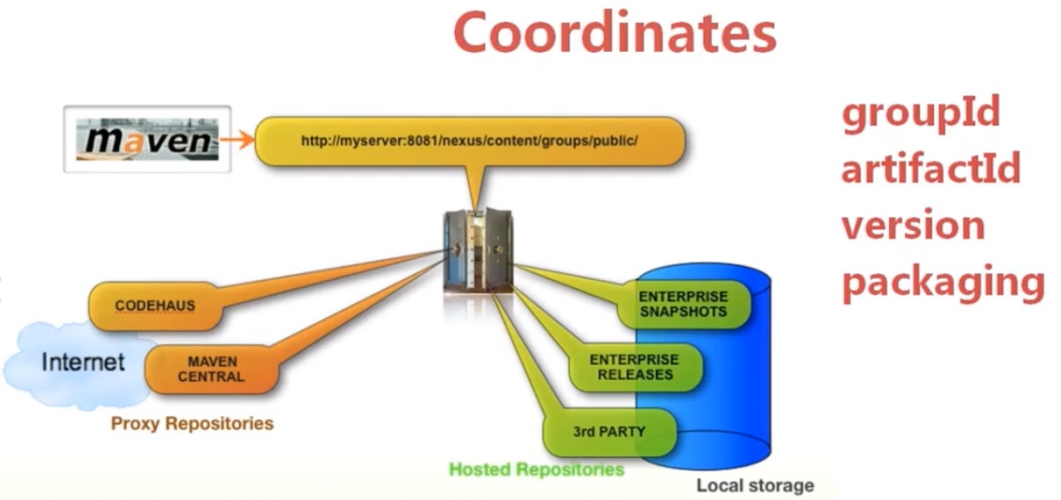 Coordinates
groupId
artifactId
version
packaging
maven
http://myserver:8081/nexus/content/groups/public/
CODEHAUS
Internet
MAVEN
CENTRAL
Proxy Repositories
ENTERPRISE
SNAPSHOTS
ENTERPRISE
RELEASES
3rd PARTY
Hosted Repositories
Local storage